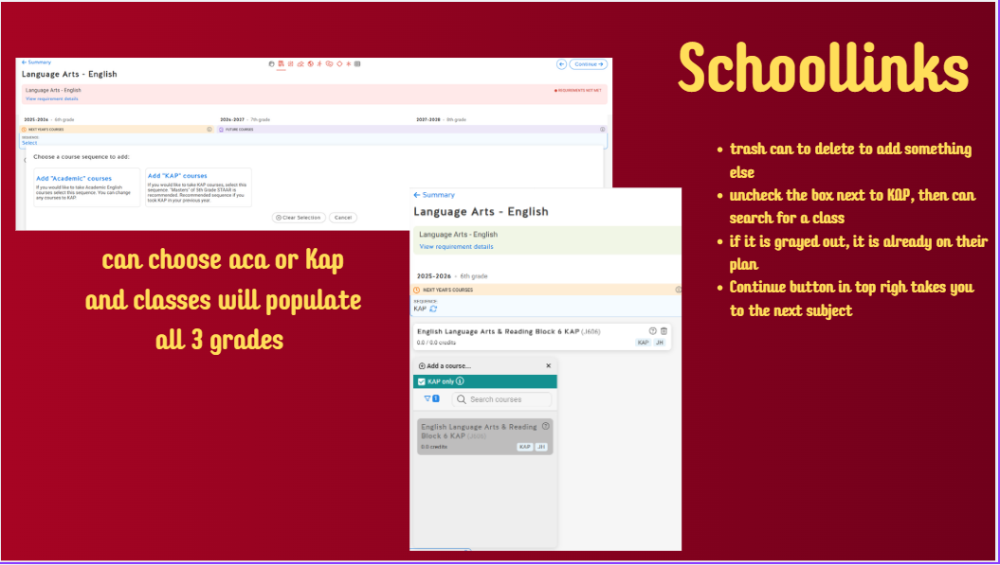 Schoollinks
← Summary
Continue →
Language Arts - English
Language Arts - English
REQUIREMENTS NOT MET
View requirement details
2025-2026 - 6th grade
2026-2027 - 7th grade
2027-2028 - 8th grade
NEXT YEAR'S COURSES
FUTURE COURSES
SEQUENCE:
Select
Choose a course sequence to add:
Add "Academic" courses
If you would like to take Academic English
courses select this sequence. You can change
any courses to KAP.
Add "KAP" courses
If you would like to take KAP courses, select this
sequence. "Masters" of 5th Grade STAAR is
recommended. Recommended sequence if you
took KAP in your previous year.
Clear Selection
Cancel
can choose aca or Kap
and classes will populate
all 3 grades
← Summary
Language Arts - English
Language Arts - English
View requirement details
2025-2026 - 6th grade
NEXT YEAR'S COURSES
SEQUENCE:
KAP
English Language Arts & Reading Block 6 KAP (J606)
0.0 / 0.0 credits
KAP JH
Add a course...
KAP only
1
Search courses
English Language Arts & Reading
Block 6 KAP (J606)
0.0 credits
KAP JH
• trash can to delete to add something
else
• uncheck the box next to KAP, then can
search for a class
• if it is grayed out, it is already on their
plan
• Continue button in top righ takes you
to the next subject